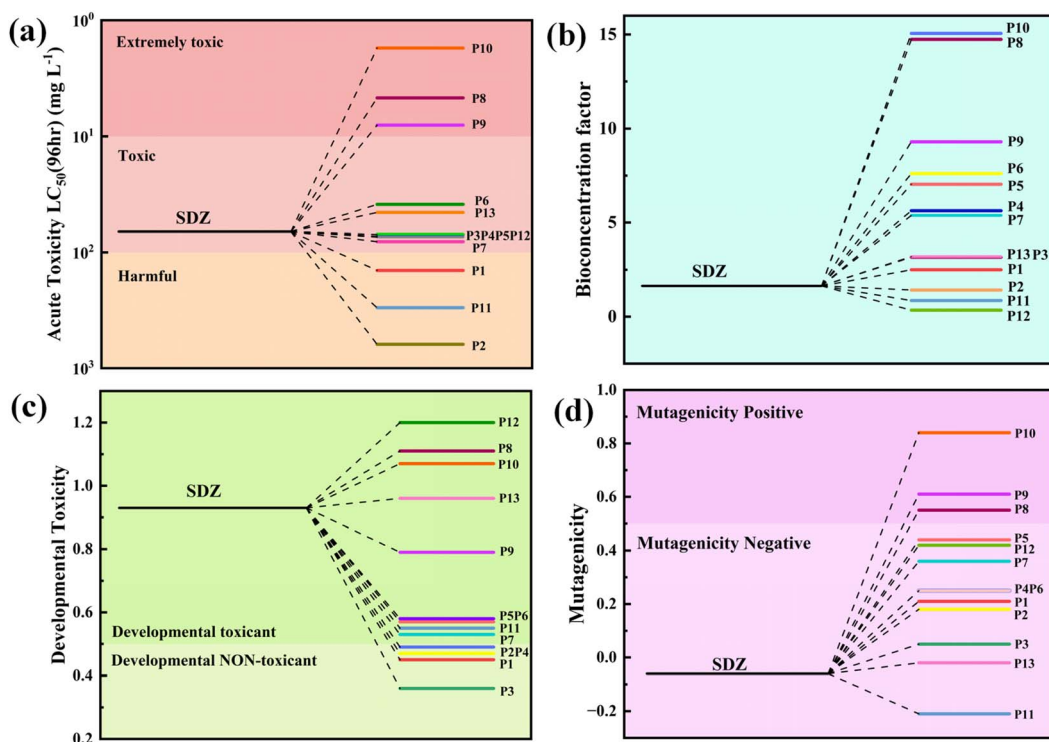 (a)
Acute Toxicity LC50(96hr) (mg L-1)
10^0
10^1
10^2
10^3
Extremely toxic
Toxic
Harmful
SDZ
P10
P8
P9
P6
P13
P3P4P5P12
P7
P1
P11
P2
(b)
Bioconcentration factor
15
10
5
0
SDZ
P10
P8
P9
P6
P5
P4
P7
P13P3
P1
P2
P11
P12
(c)
Developmental Toxicity
1.2
1.0
0.8
0.6
0.4
0.2
SDZ
Developmental toxicant
Developmental NON-toxicant
P12
P8
P10
P13
P9
P5P6
P11
P7
P2P4
P1
P3
(d)
Mutagenicity
1.0
0.8
0.6
0.4
0.2
0.0
−0.2
Mutagenicity Positive
Mutagenicity Negative
SDZ
P10
P9
P8
P5
P12
P7
P4P6
P1
P2
P3
P13
P11